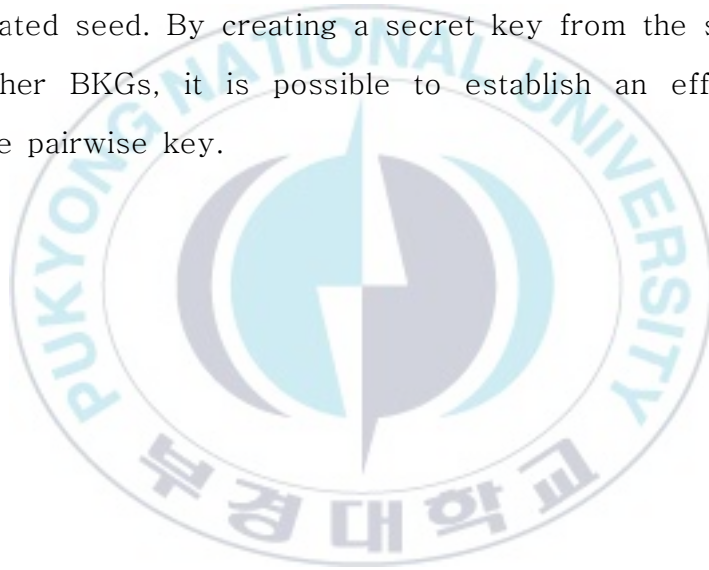 ated seed. By creating a secret key from the s
her BKGs, it is possible to establish an eff
e pairwise key.
PUKYONG NATIONAL UNIVERSITY
부경대학교